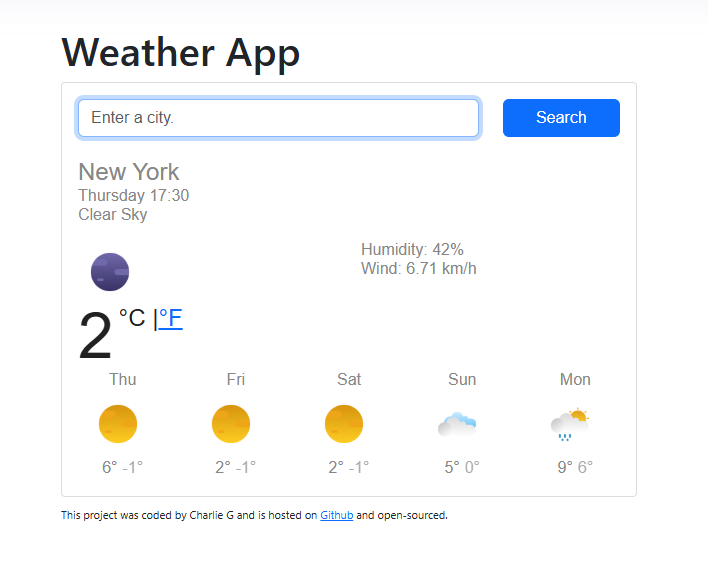 Weather App
Enter a city.
Search
New York
Thursday 17:30
Clear Sky
Humidity: 42%
Wind: 6.71 km/h
2 °C |°F
Thu Fri Sat Sun Mon
6° -1° 2° -1° 2° -1° 5° 0° 9° 6°
This project was coded by Charlie G and is hosted on Github and open-sourced.